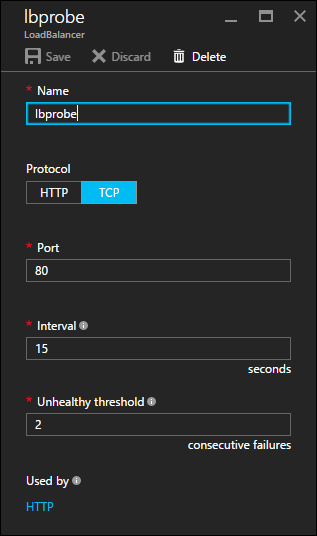 lbprobe
LoadBalancer
Save Discard Delete
* Name
lbprobe
Protocol
HTTP TCP
* Port
80
* Interval
15
seconds
* Unhealthy threshold
2
consecutive failures
Used by
HTTP